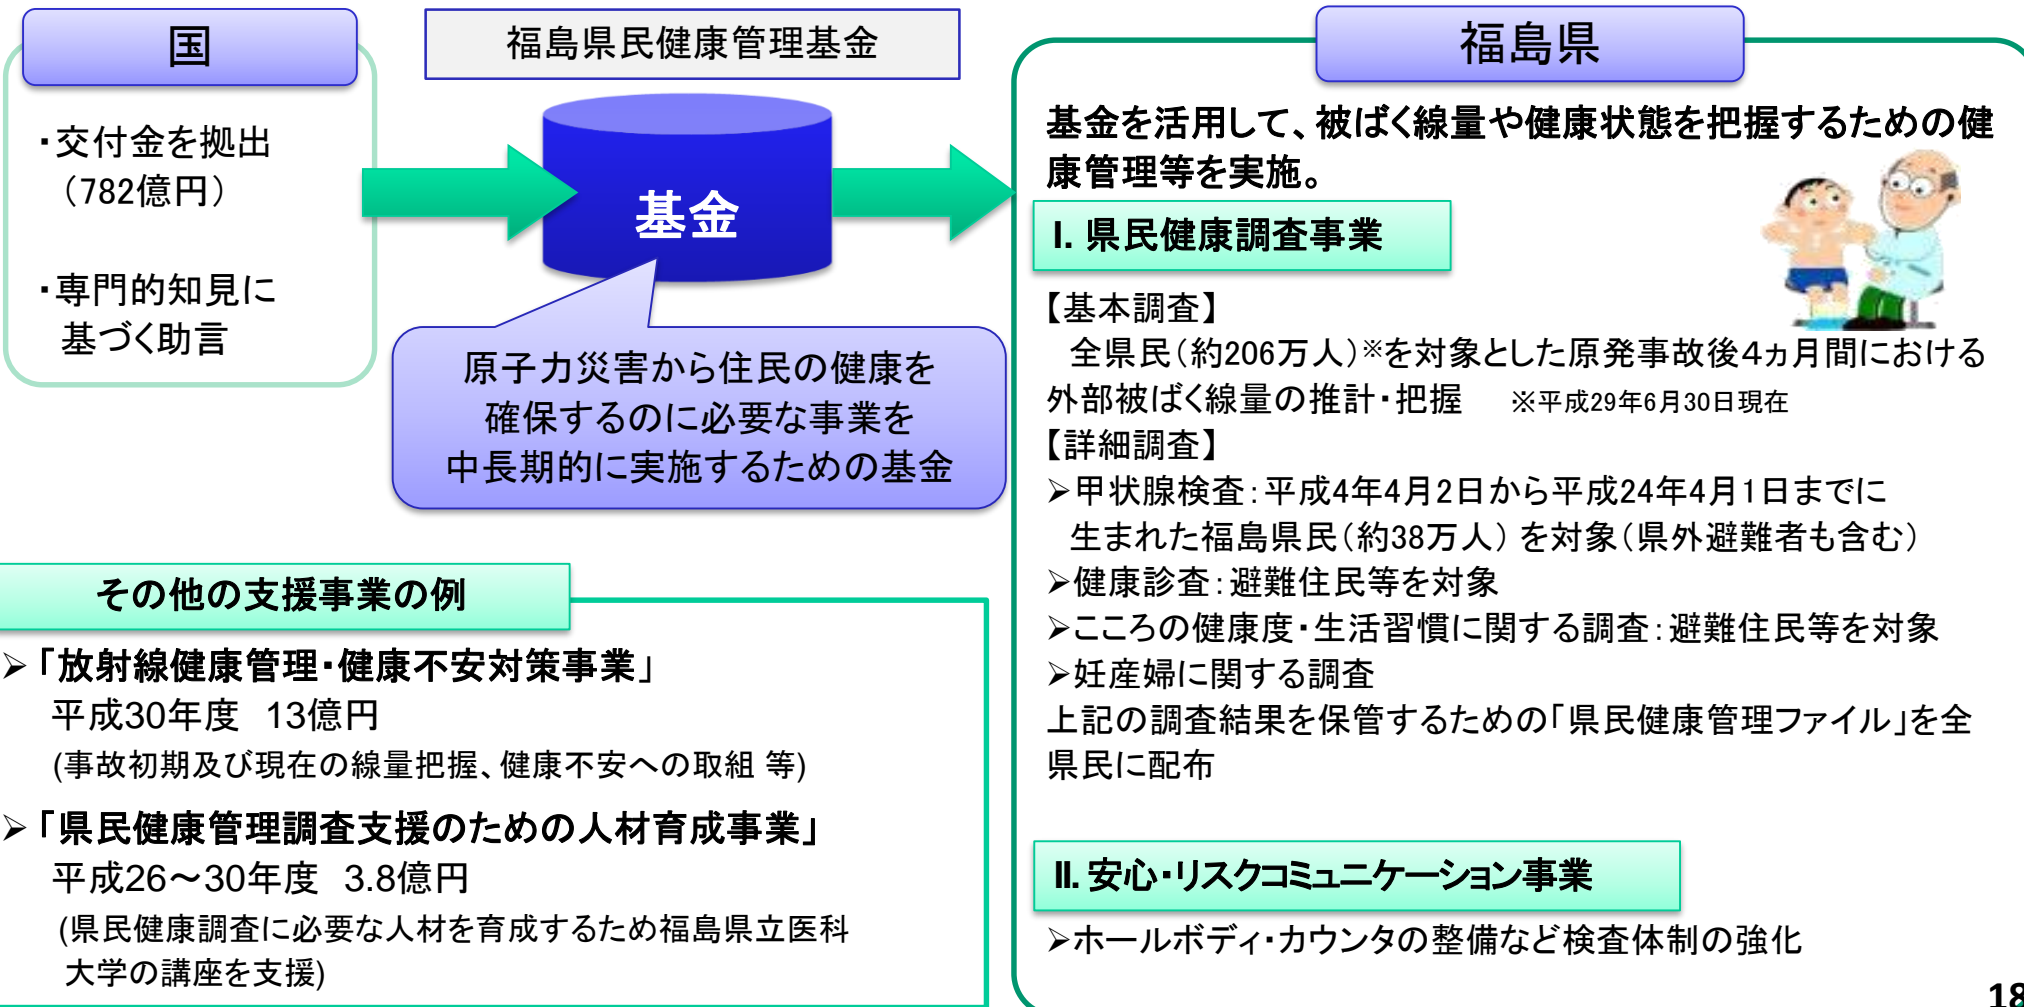 国
・交付金を拠出
（782億円）
・専門的知見に
基づく助言
福島県民健康管理基金
基金
原子力災害から住民の健康を
確保するのに必要な事業を
中長期的に実施するための基金
その他の支援事業の例
➢「放射線健康管理・健康不安対策事業」
平成30年度　13億円
(事故初期及び現在の線量把握、健康不安への取組 等)
➢「県民健康管理調査支援のための人材育成事業」
平成26～30年度　3.8億円
(県民健康調査に必要な人材を育成するため福島県立医科
大学の講座を支援)
福島県
基金を活用して、被ばく線量や健康状態を把握するための健
康管理等を実施。
Ⅰ. 県民健康調査事業
【基本調査】
全県民（約206万人）※を対象とした原発事故後４ヵ月間における
外部被ばく線量の推計・把握　※平成29年6月30日現在
【詳細調査】
➢甲状腺検査：平成4年4月2日から平成24年4月1日までに
生まれた福島県民（約38万人） を対象（県外避難者も含む）
➢健康診査：避難住民等を対象
➢こころの健康度・生活習慣に関する調査：避難住民等を対象
➢妊産婦に関する調査
上記の調査結果を保管するための「県民健康管理ファイル」を全
県民に配布
Ⅱ. 安心・リスクコミュニケーション事業
➢ホールボディ・カウンタの整備など検査体制の強化
18